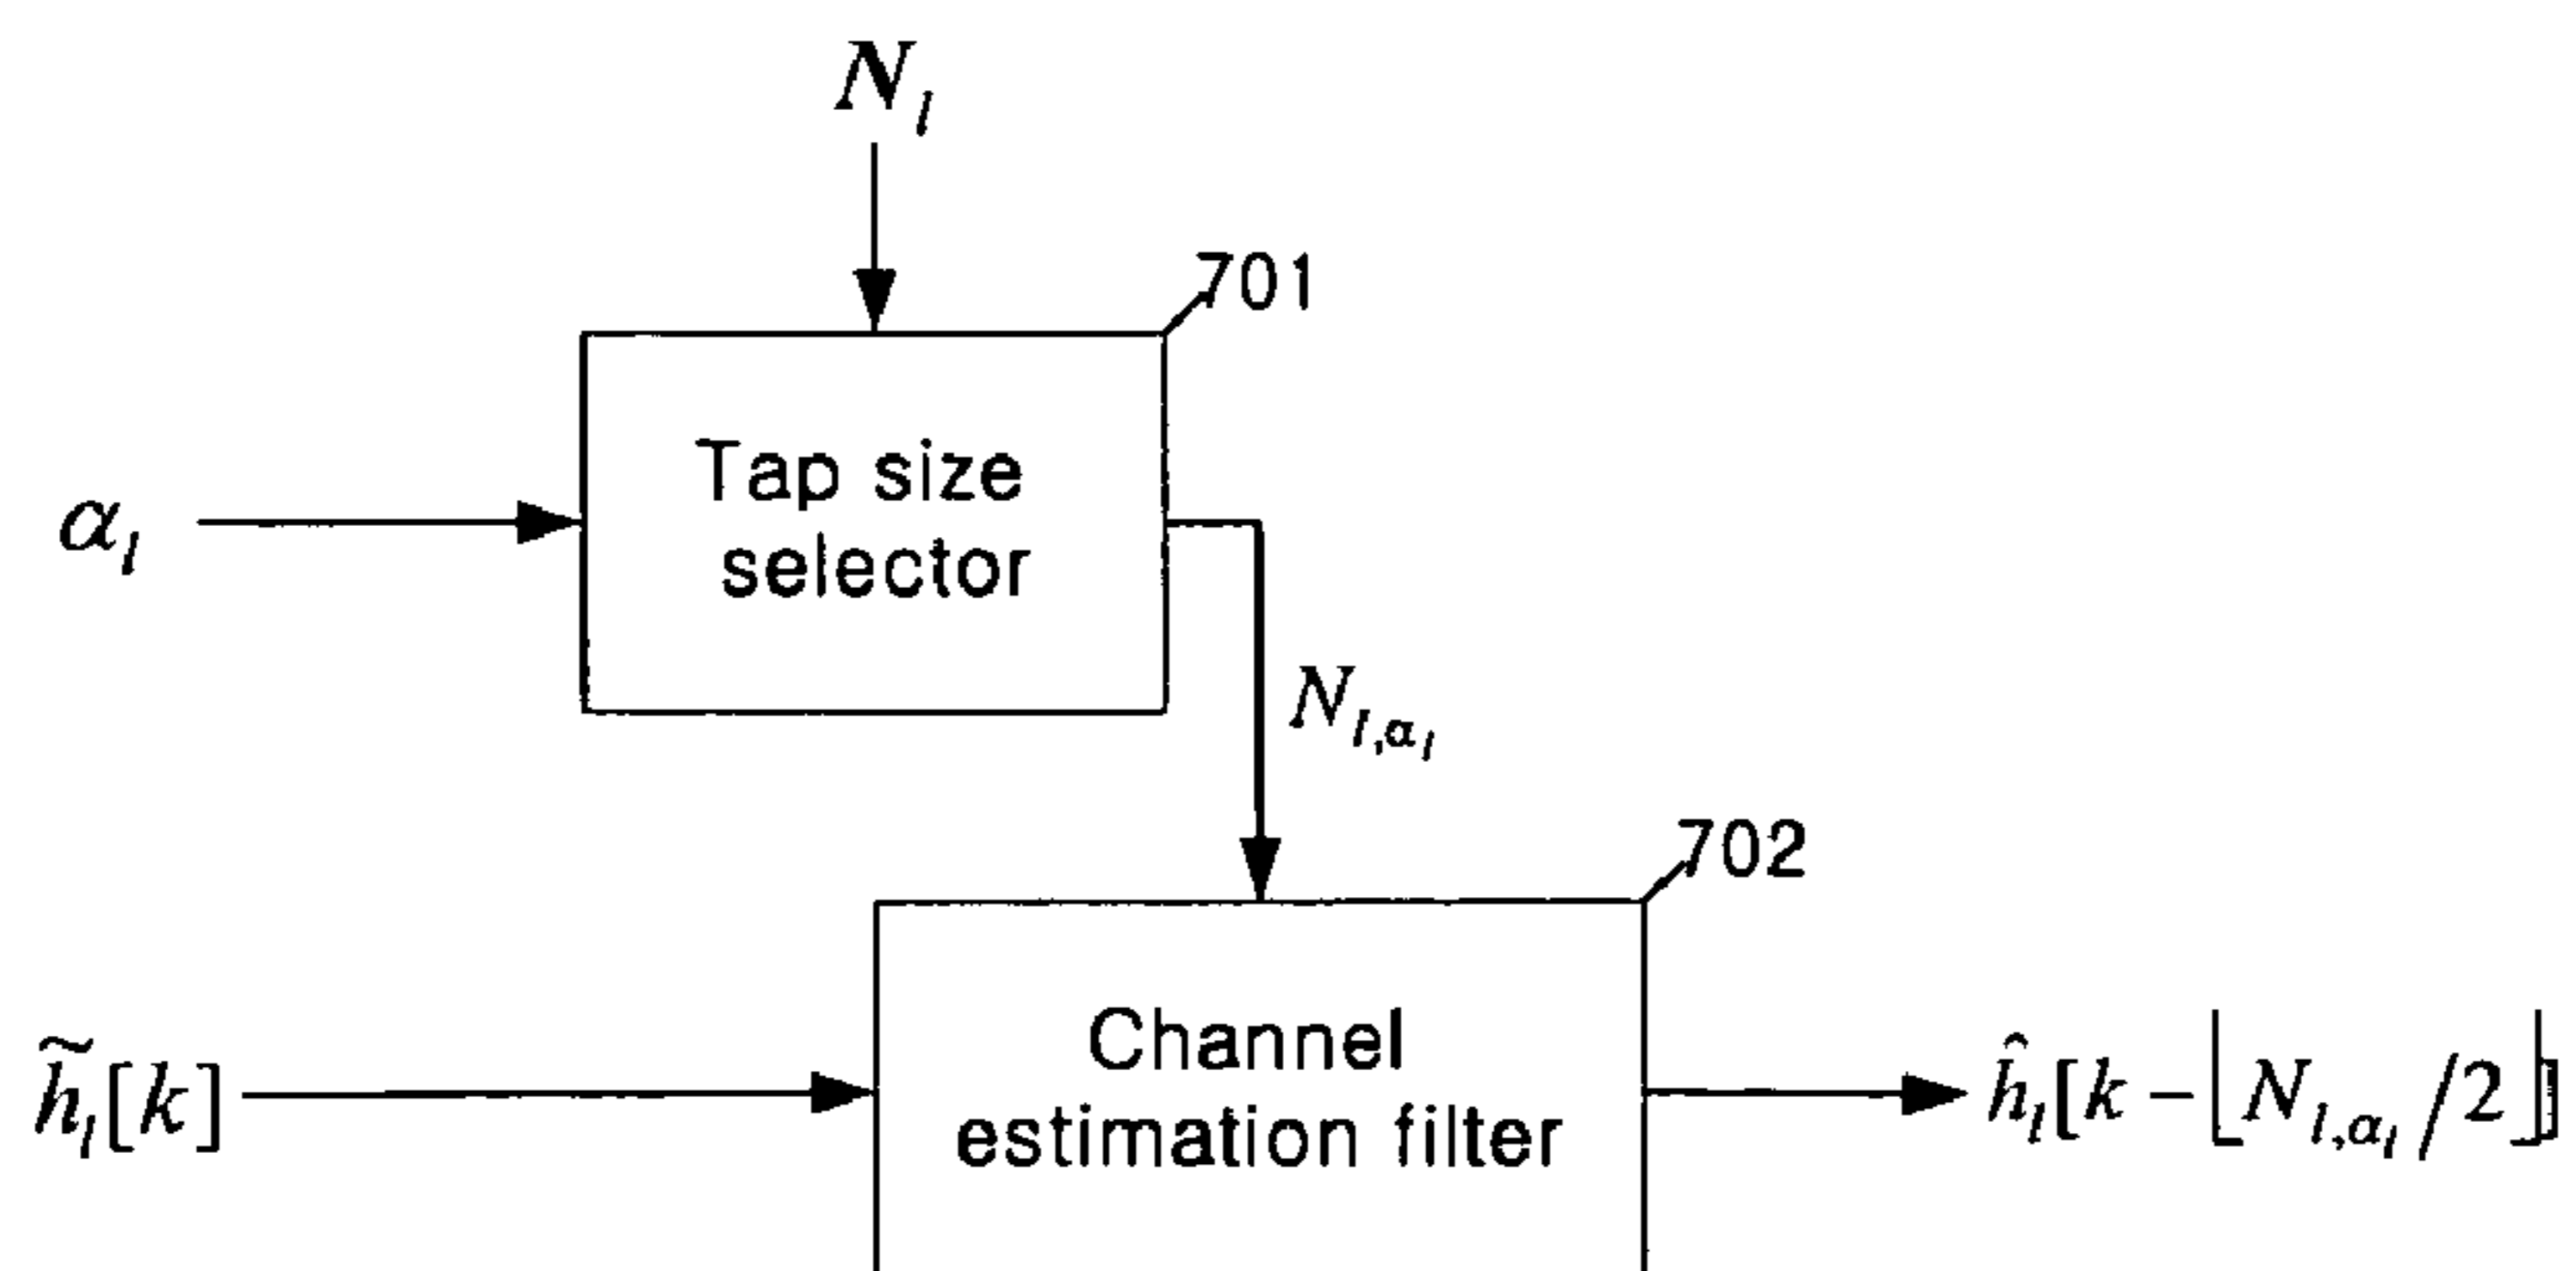 N_l
701
Tap size
selector
α_l
N_{l,α_l}
702
Channel
estimation filter
h̃_l[k]
ĥ_l[k − ⌊N_{l,α_l}/2⌋]